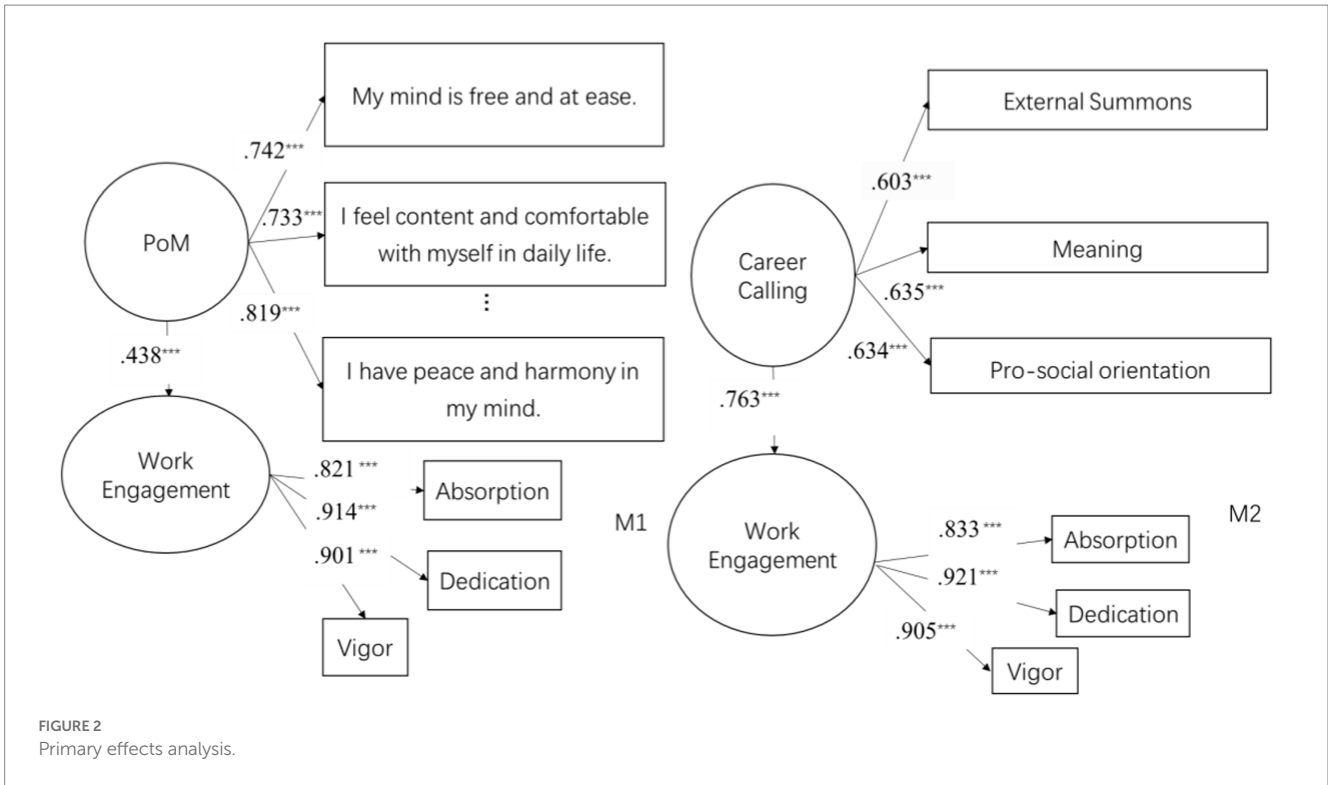 My mind is free and at ease.
.742***
PoM
.733***
I feel content and comfortable
with myself in daily life.
⋮
.819***
I have peace and harmony in
my mind.
.438***
Work
Engagement
.821 ***
Absorption
.914***
Dedication
.901 ***
Vigor
M1
External Summons
.603***
Career
Calling
Meaning
.635***
.634***
Pro-social orientation
.763***
Work
Engagement
.833 ***
Absorption
.921***
Dedication
.905***
Vigor
M2
FIGURE 2
Primary effects analysis.